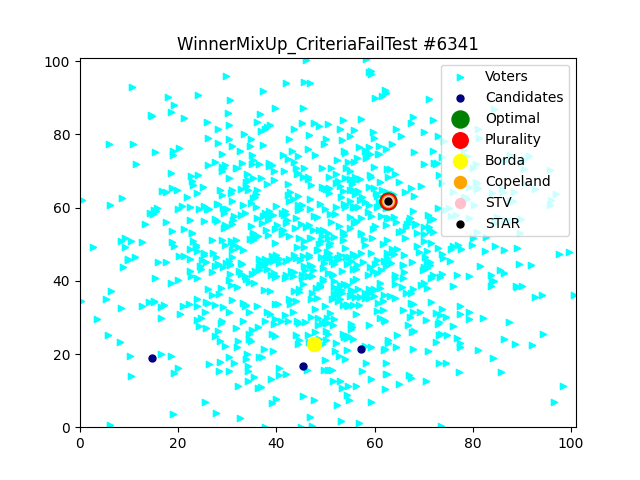 WinnerMixUp_CriteriaFailTest #6341
100
80
60
40
20
0
0
20
40
60
80
100
Voters
Candidates
Optimal
Plurality
Borda
Copeland
STV
STAR